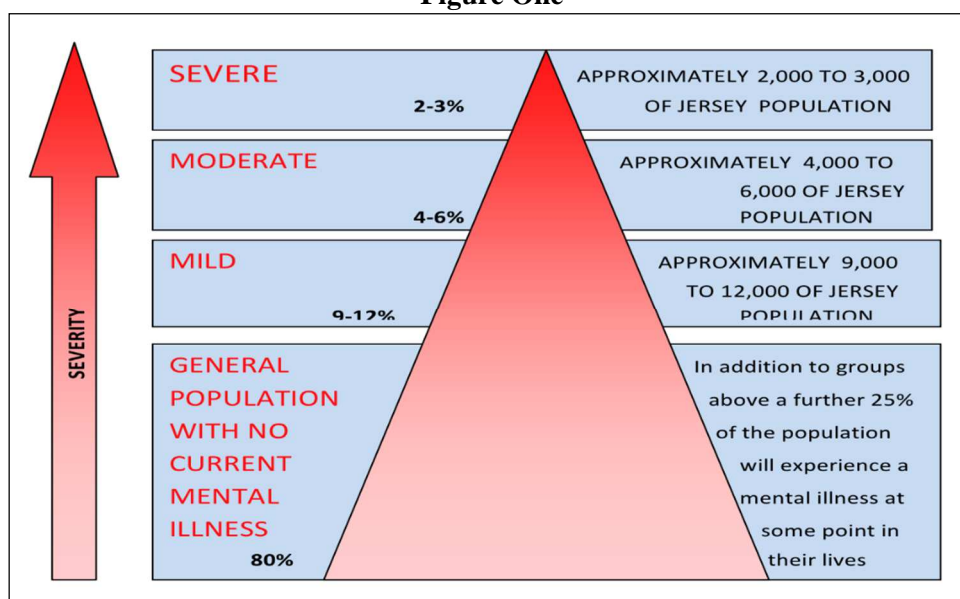 Figure One
SEVERE
2-3%
APPROXIMATELY 2,000 TO 3,000
OF JERSEY POPULATION
MODERATE
4-6%
APPROXIMATELY 4,000 TO
6,000 OF JERSEY
POPULATION
MILD
9-12%
APPROXIMATELY 9,000
TO 12,000 OF JERSEY
POPULATION
SEVERITY
GENERAL
POPULATION
WITH NO
CURRENT
MENTAL
ILLNESS
80%
In addition to groups
above a further 25%
of the population
will experience a
mental illness at
some point in
their lives